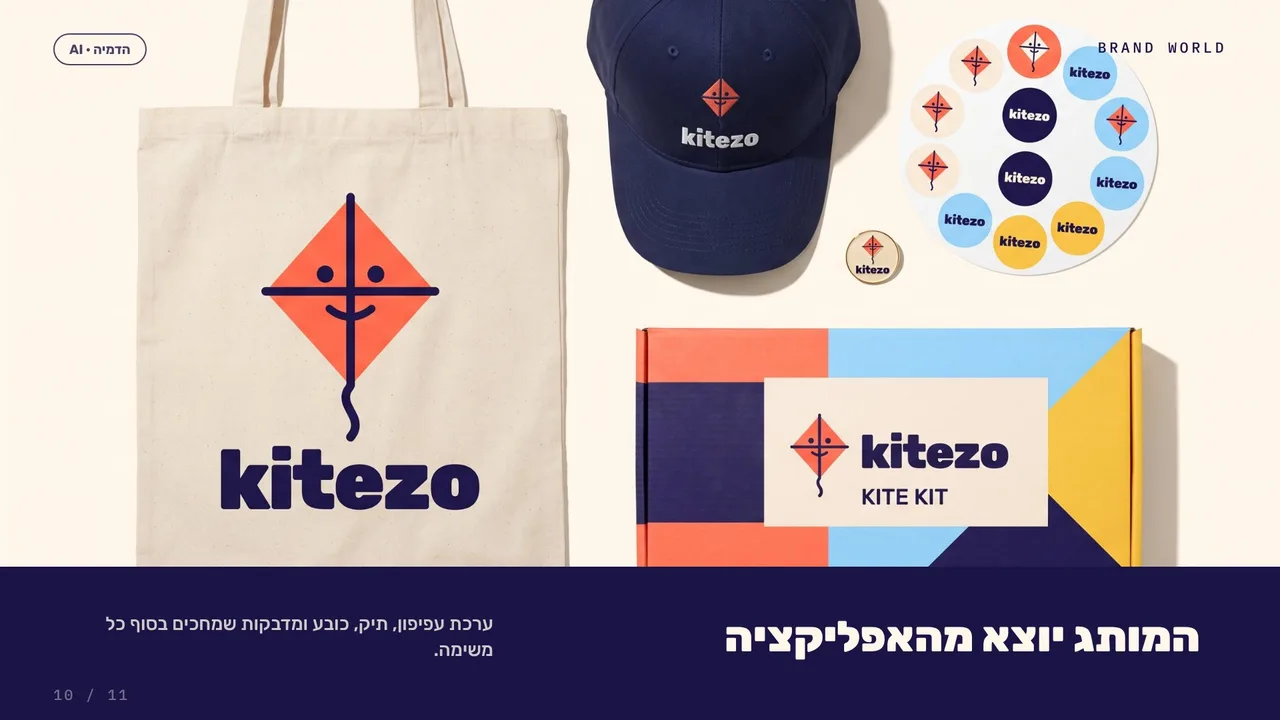 הדמיה • AI
BRAND WORLD
kitezo
kitezo
kitezo
kitezo
kitezo
kitezo
kitezo
kitezo
kitezo
kitezo
kitezo
KITE KIT
המותג יוצא מהאפליקציה
ערכת עפיפון, תיק, כובע ומדבקות שמחכים בסוף כל
משימה.
10 / 11